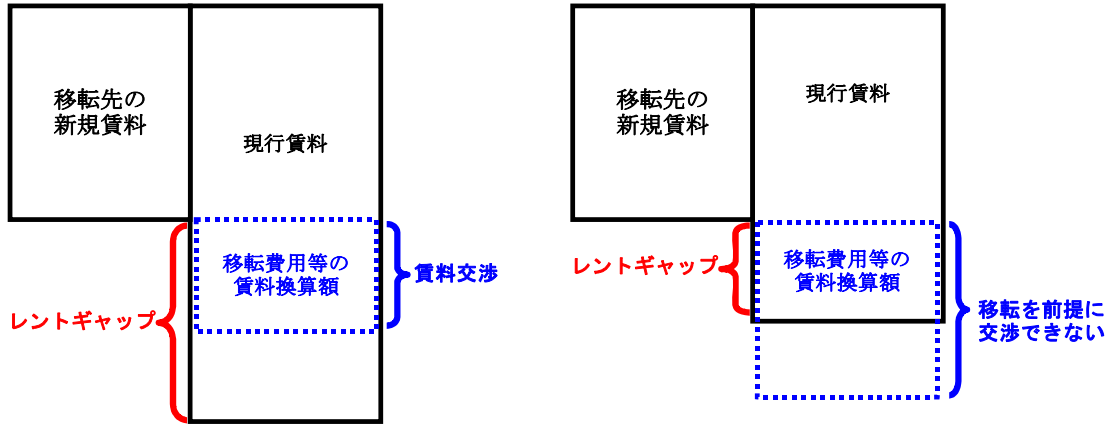 移転先の
新規賃料
現行賃料
移転費用等の
賃料換算額
賃料交渉
レントギャップ
移転先の
新規賃料
現行賃料
レントギャップ
移転費用等の
賃料換算額
移転を前提に
交渉できない